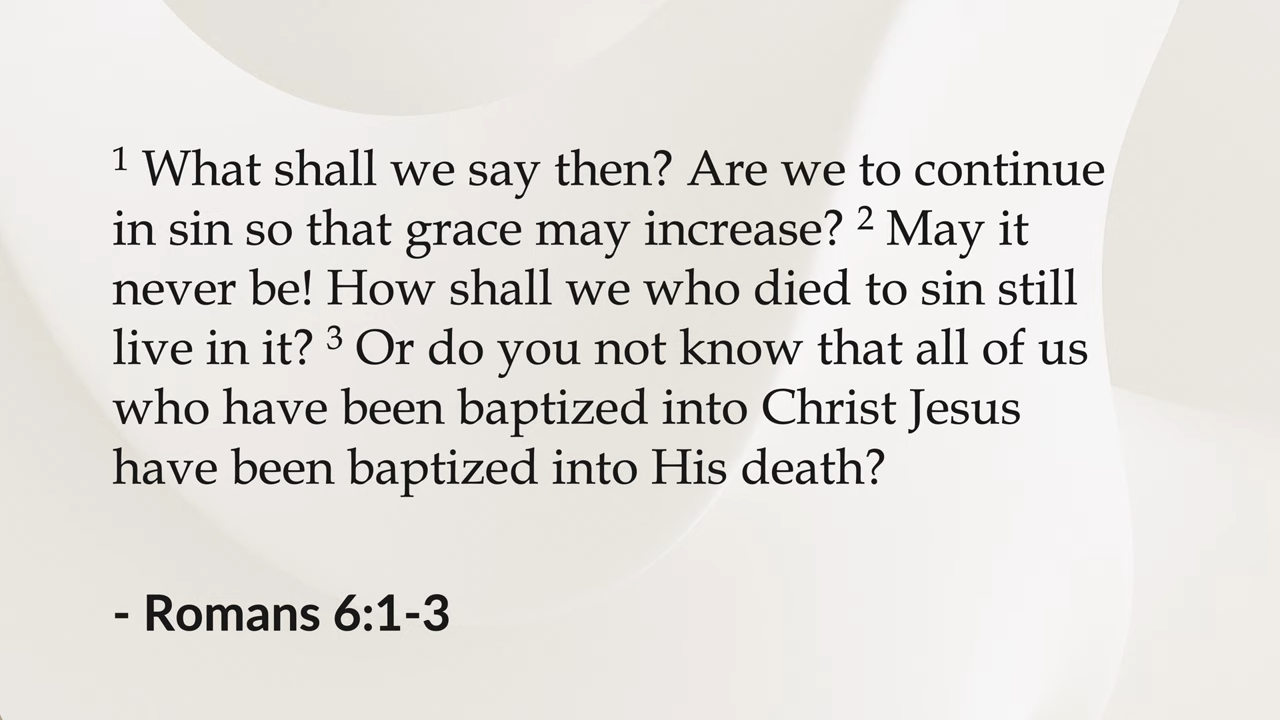 ¹ What shall we say then? Are we to continue
in sin so that grace may increase? ² May it
never be! How shall we who died to sin still
live in it? ³ Or do you not know that all of us
who have been baptized into Christ Jesus
have been baptized into His death?
- Romans 6:1-3